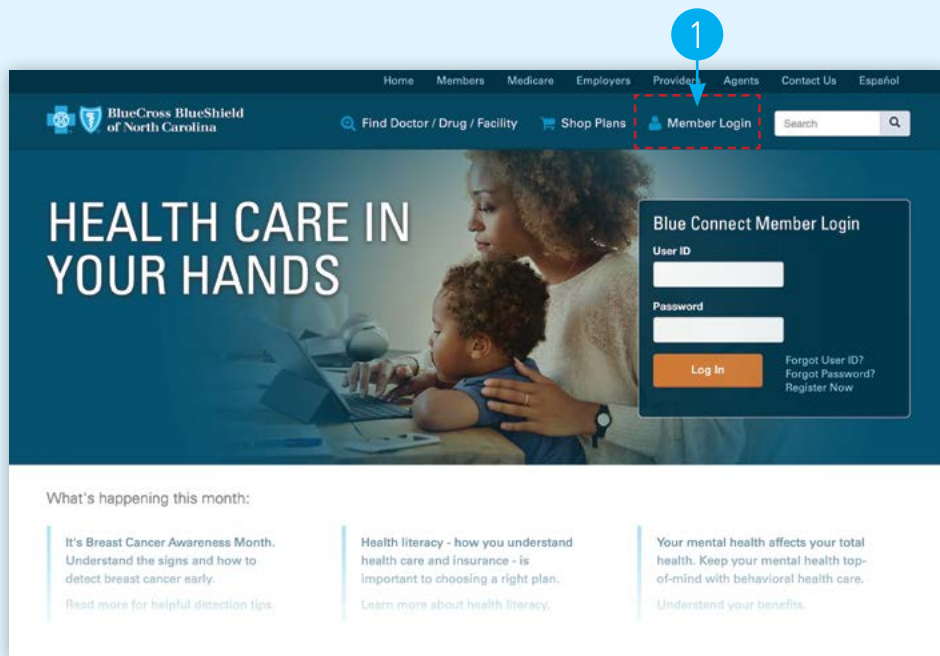 1
Home Members Medicare Employers Providers Agents Contact Us Español
BlueCross BlueShield
of North Carolina
Find Doctor / Drug / Facility Shop Plans Member Login Search
HEALTH CARE IN
YOUR HANDS
Blue Connect Member Login
User ID
Password
Log In
Forgot User ID?
Forgot Password?
Register Now
What's happening this month:
It's Breast Cancer Awareness Month.
Understand the signs and how to
detect breast cancer early.
Read more for helpful detection tips.
Health literacy - how you understand
health care and insurance - is
important to choosing a right plan.
Learn more about health literacy.
Your mental health affects your total
health. Keep your mental health top-
of-mind with behavioral health care.
Understand your benefits.